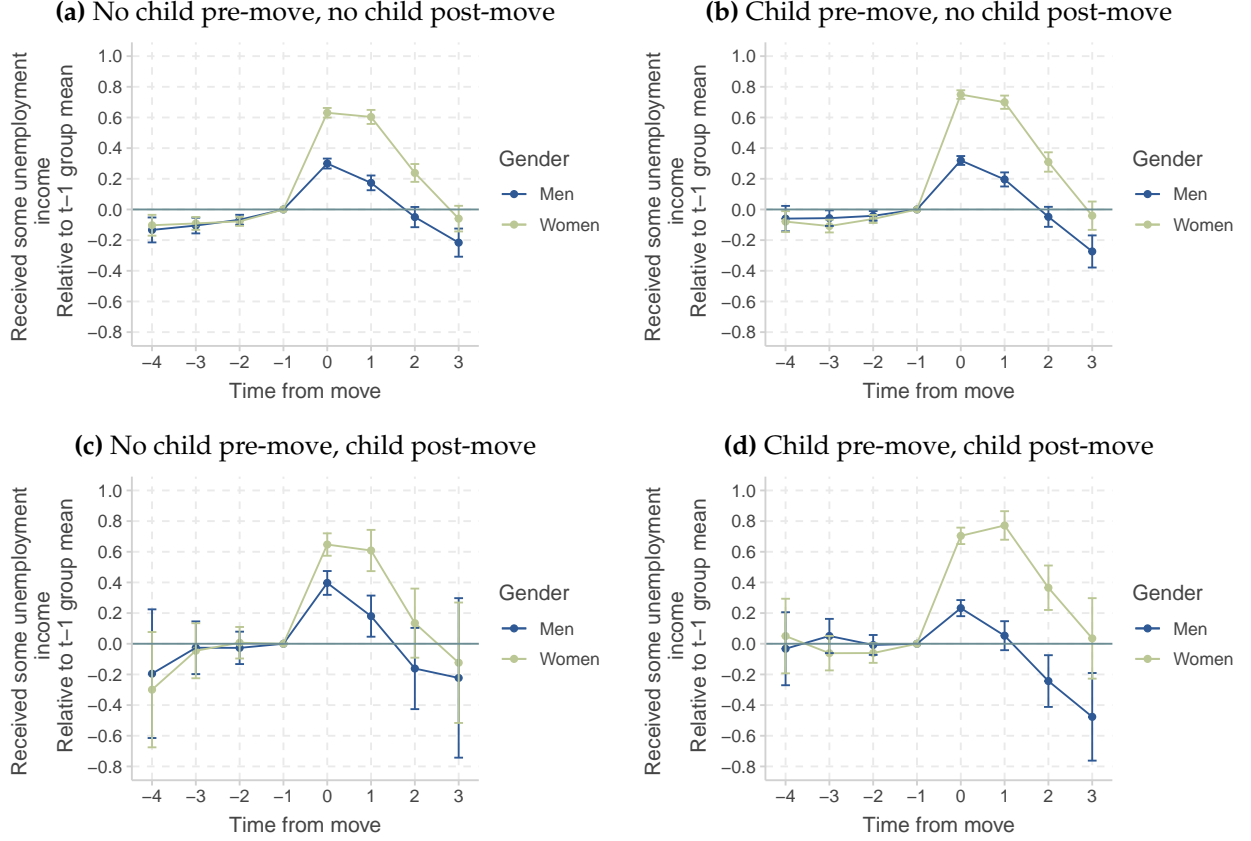 (a) No child pre-move, no child post-move
Received some unemployment
income
Relative to t−1 group mean
1.0
0.8
0.6
0.4
0.2
0.0
−0.2
−0.4
−0.6
−0.8
−4 −3 −2 −1 0 1 2 3
Time from move
Gender
Men
Women
(b) Child pre-move, no child post-move
Received some unemployment
income
Relative to t−1 group mean
1.0
0.8
0.6
0.4
0.2
0.0
−0.2
−0.4
−0.6
−0.8
−4 −3 −2 −1 0 1 2 3
Time from move
Gender
Men
Women
(c) No child pre-move, child post-move
Received some unemployment
income
Relative to t−1 group mean
1.0
0.8
0.6
0.4
0.2
0.0
−0.2
−0.4
−0.6
−0.8
−4 −3 −2 −1 0 1 2 3
Time from move
Gender
Men
Women
(d) Child pre-move, child post-move
Received some unemployment
income
Relative to t−1 group mean
1.0
0.8
0.6
0.4
0.2
0.0
−0.2
−0.4
−0.6
−0.8
−4 −3 −2 −1 0 1 2 3
Time from move
Gender
Men
Women